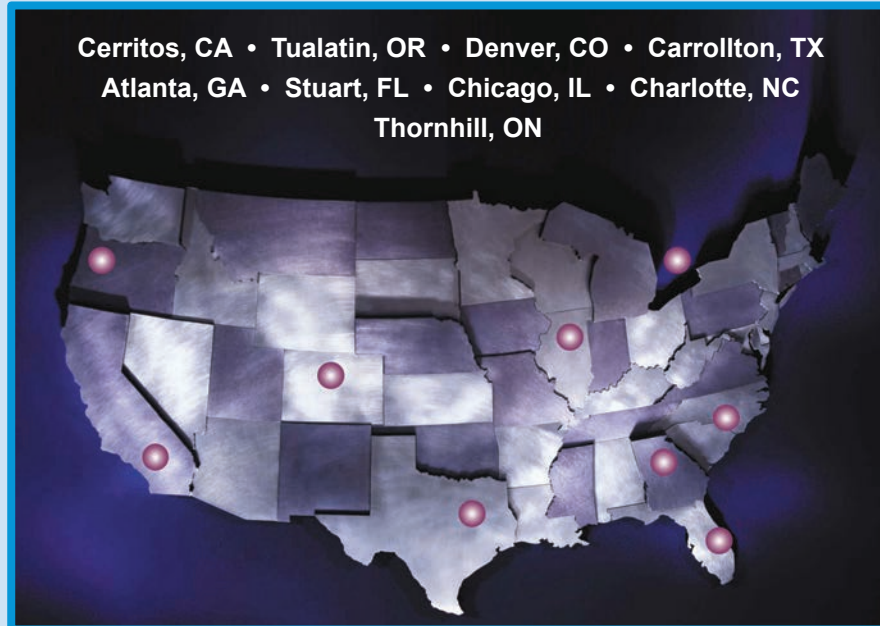 Cerritos, CA • Tualatin, OR • Denver, CO • Carrollton, TX
Atlanta, GA • Stuart, FL • Chicago, IL • Charlotte, NC
Thornhill, ON